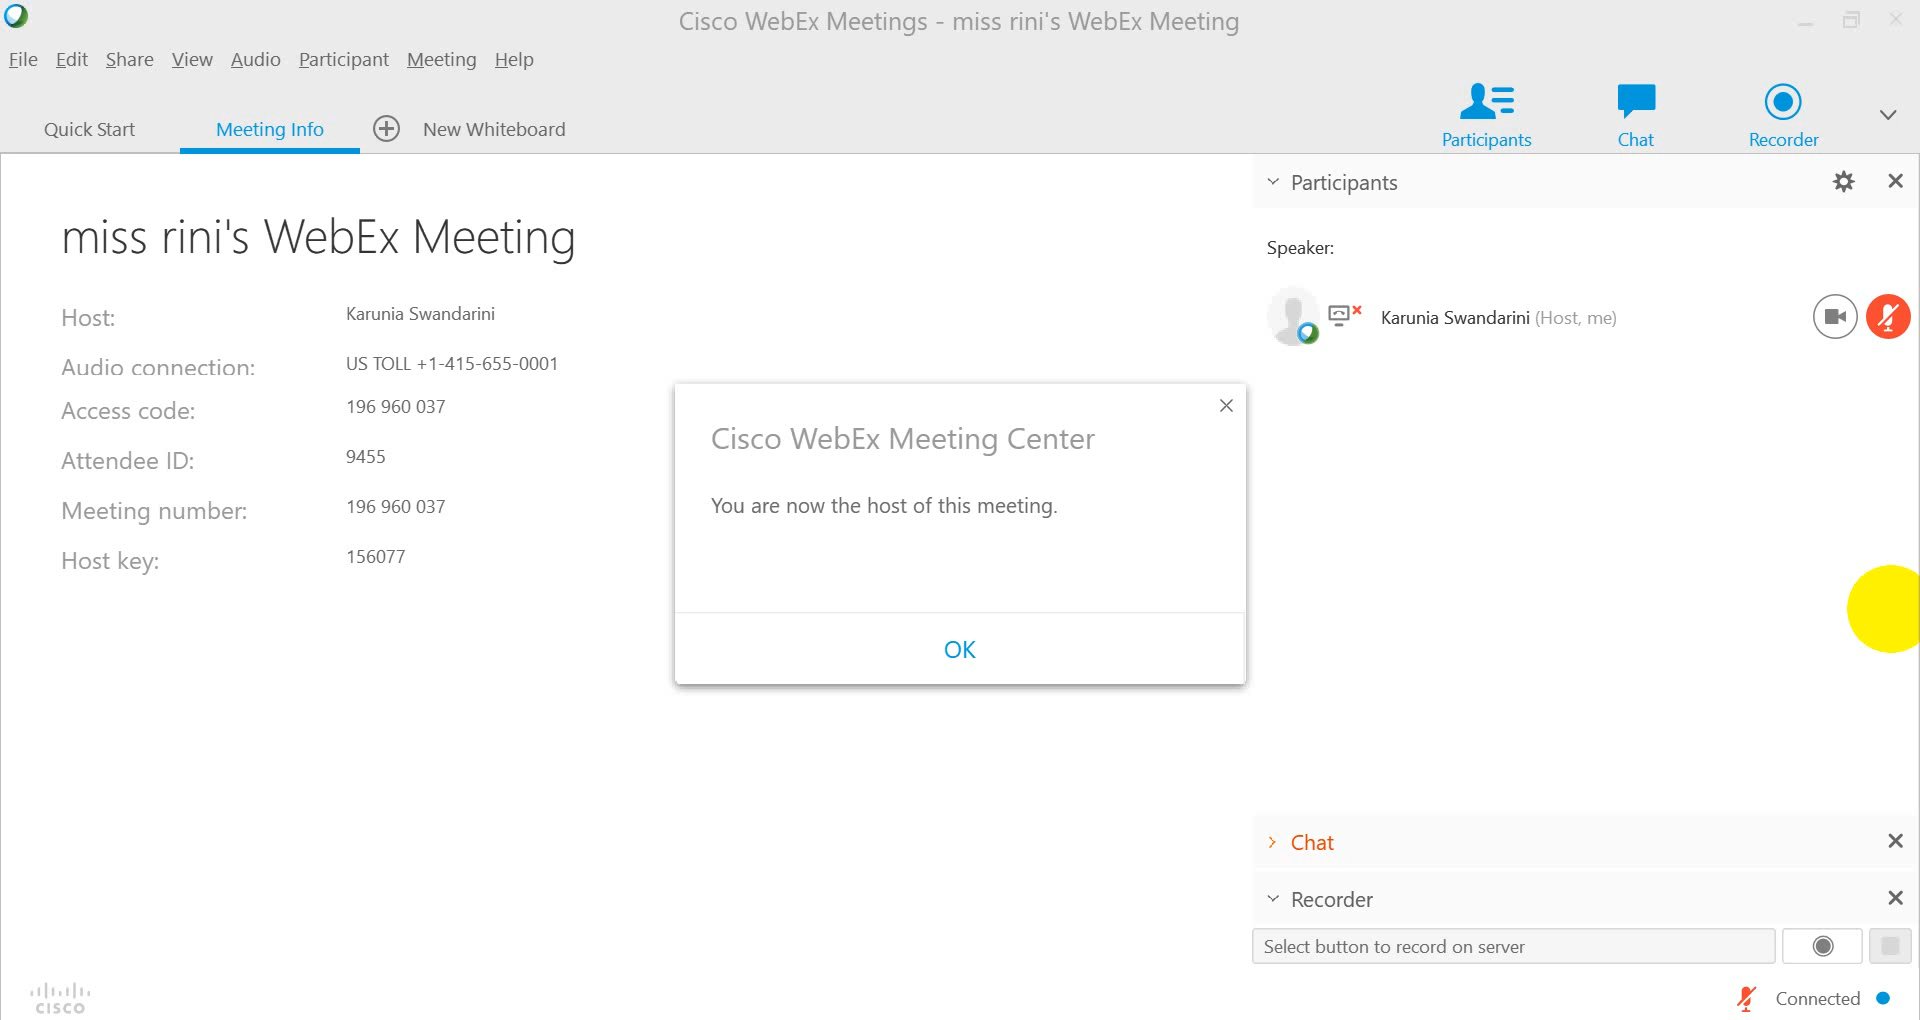 Cisco WebEx Meetings - miss rini's WebEx Meeting
File Edit Share View Audio Participant Meeting Help
Quick Start Meeting Info New Whiteboard
Participants Chat Recorder
Participants
miss rini's WebEx Meeting
Speaker:
Host: Karunia Swandarini
Karunia Swandarini (Host, me)
Audio connection: US TOLL +1-415-655-0001
Access code: 196 960 037
Attendee ID: 9455
Meeting number: 196 960 037
Host key: 156077
Cisco WebEx Meeting Center
You are now the host of this meeting.
OK
Chat
Recorder
Select button to record on server
CISCO
Connected